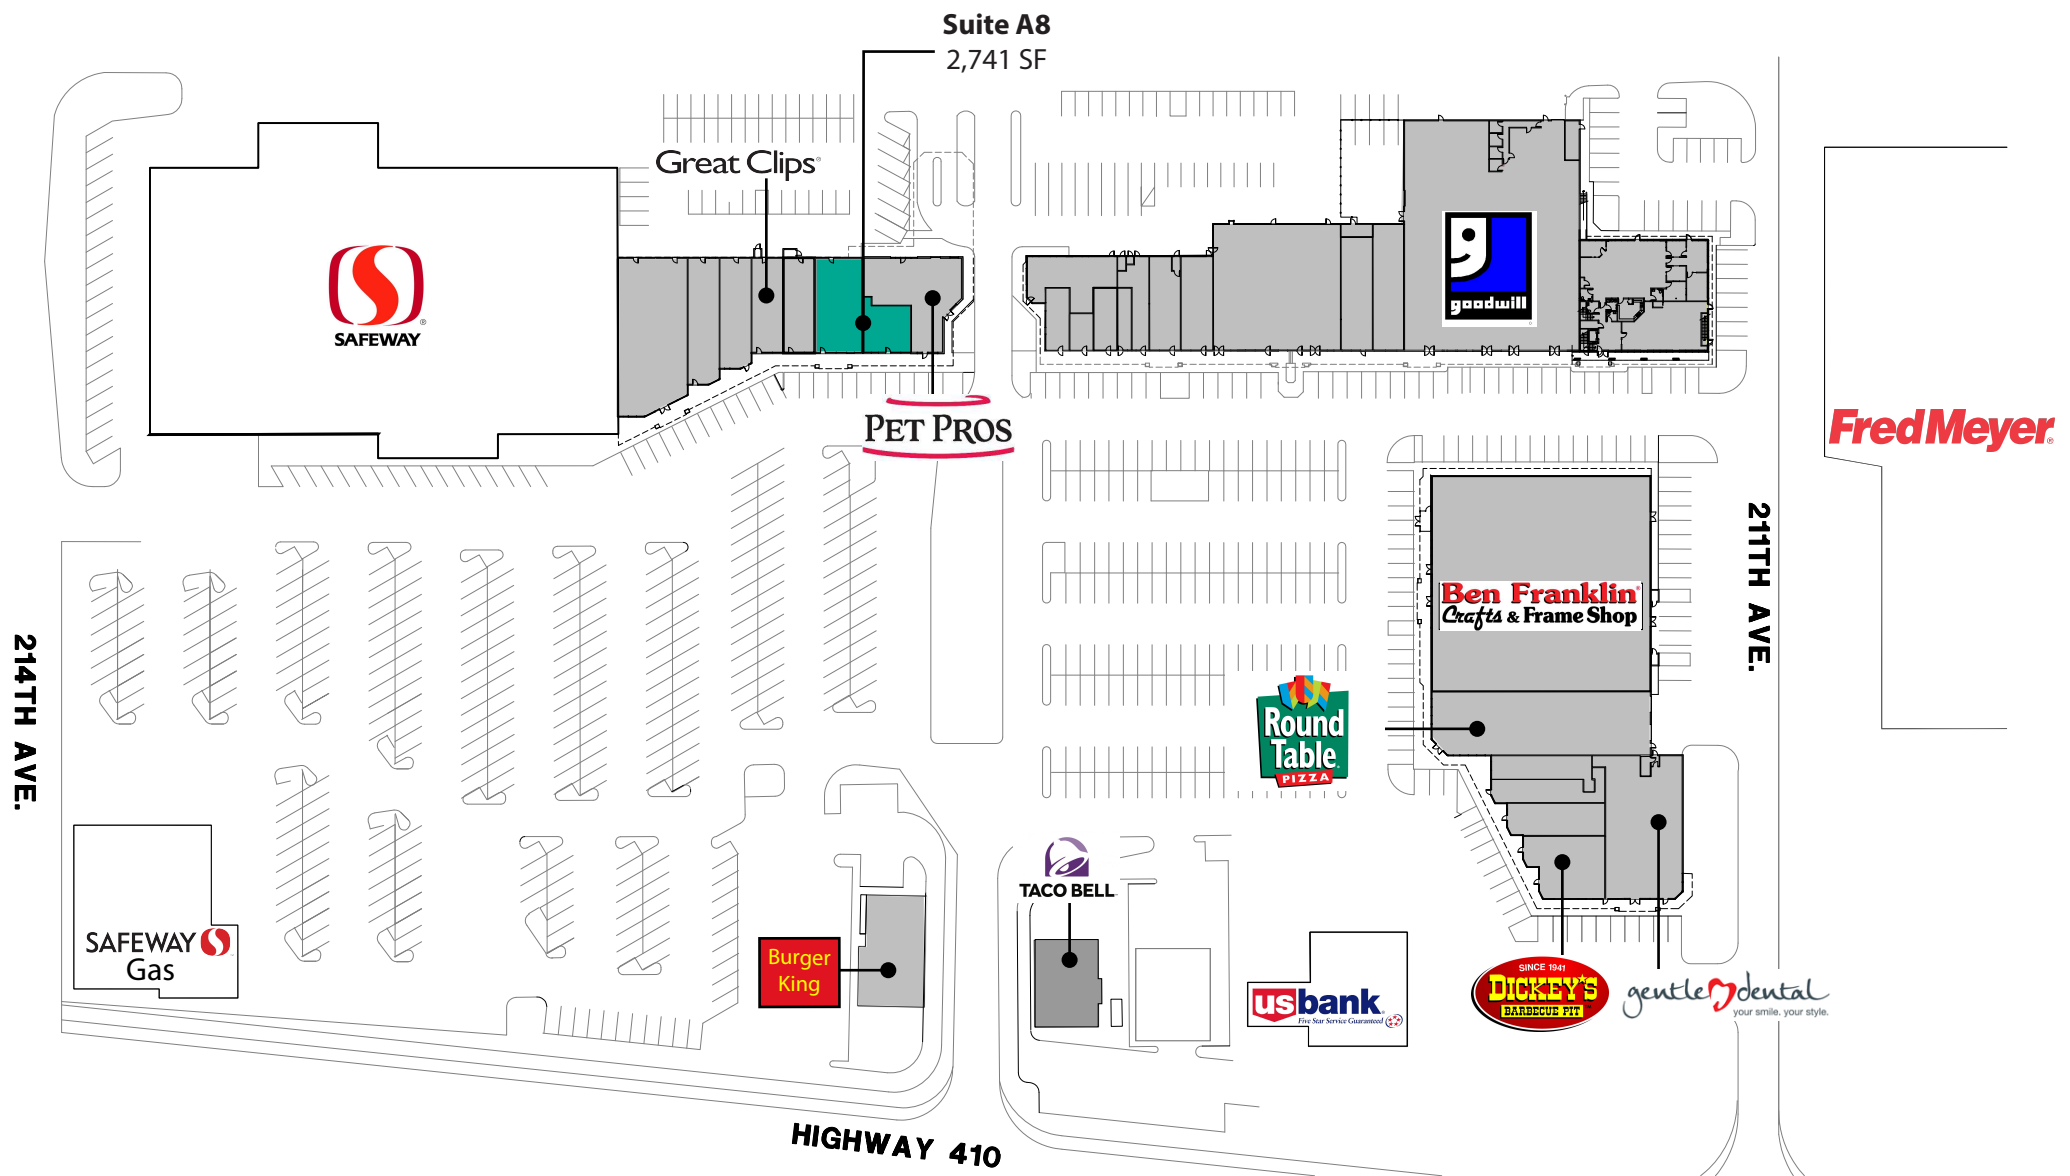 Suite A8
2,741 SF
Great Clips
SAFEWAY
goodwill
PET PROS
FredMeyer
211TH AVE.
Ben Franklin
Crafts & Frame Shop
214TH AVE.
Round
Table
PIZZA
TACO BELL
SAFEWAY
Gas
Burger
King
usbank
Five Star Service Guaranteed
SINCE 1941
DICKEY'S
BARBECUE PIT
gentle dental
your smile. your style.
HIGHWAY 410